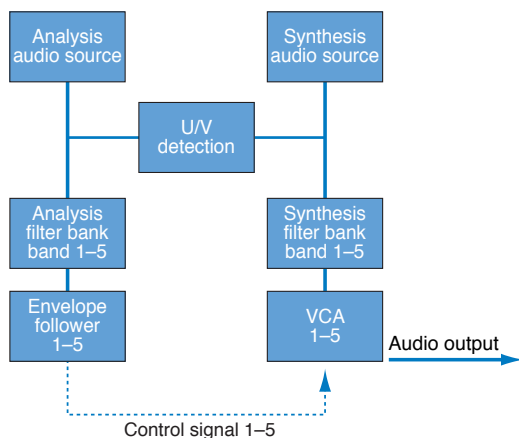 Analysis
audio source
Synthesis
audio source
U/V
detection
Analysis
filter bank
band 1–5
Synthesis
filter bank
band 1–5
Envelope
follower
1–5
VCA
1–5
Audio output
Control signal 1–5